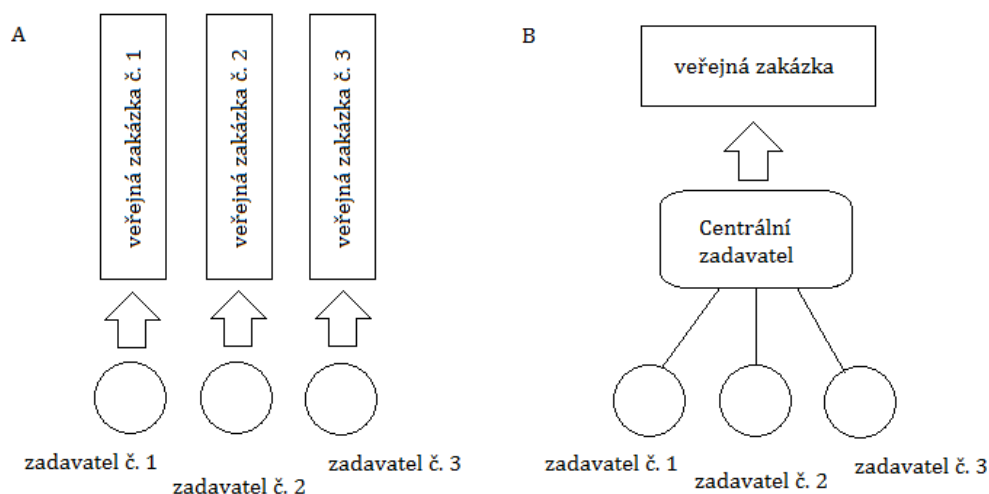 A
veřejná zakázka č. 1
veřejná zakázka č. 2
veřejná zakázka č. 3
zadavatel č. 1
zadavatel č. 2
zadavatel č. 3
B
veřejná zakázka
Centrální
zadavatel
zadavatel č. 1
zadavatel č. 2
zadavatel č. 3